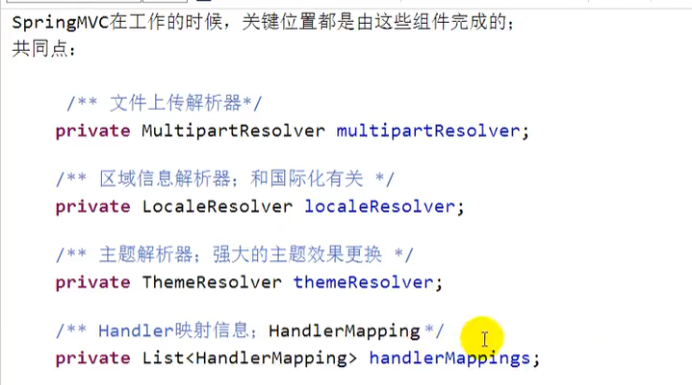 SpringMVC在工作的时候，关键位置都是由这些组件完成的；
共同点：
/** 文件上传解析器*/
private MultipartResolver multipartResolver;
/** 区域信息解析器；和国际化有关 */
private LocaleResolver localeResolver;
/** 主题解析器；强大的主题效果更换 */
private ThemeResolver themeResolver;
/** Handler映射信息；HandlerMapping */
private List<HandlerMapping> handlerMappings;